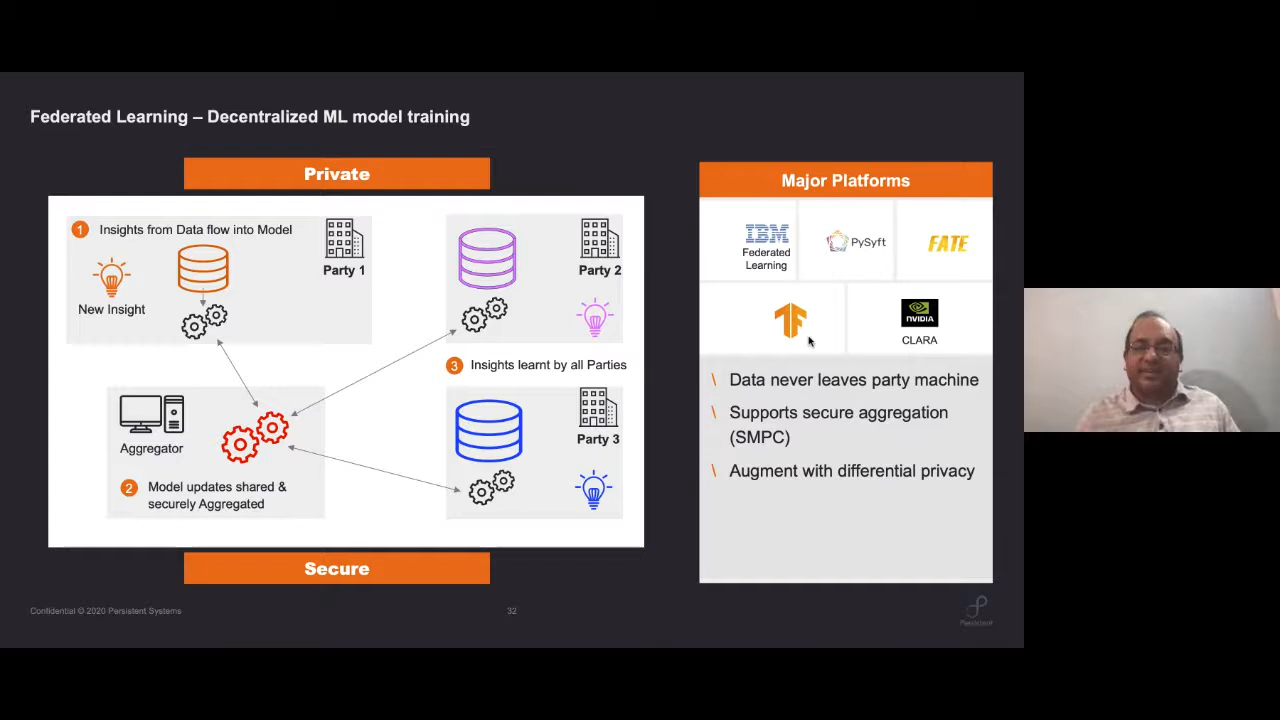 Federated Learning – Decentralized ML model training
Private
1 Insights from Data flow into Model
Party 1
New Insight
Party 2
3 Insights learnt by all Parties
Party 3
Aggregator
2 Model updates shared &
securely Aggregated
Secure
Major Platforms
IBM
Federated
Learning
PySyft
FATE
TF
NVIDIA
CLARA
\ Data never leaves party machine
\ Supports secure aggregation
(SMPC)
\ Augment with differential privacy
Confidential © 2020 Persistent Systems
32
Persistent